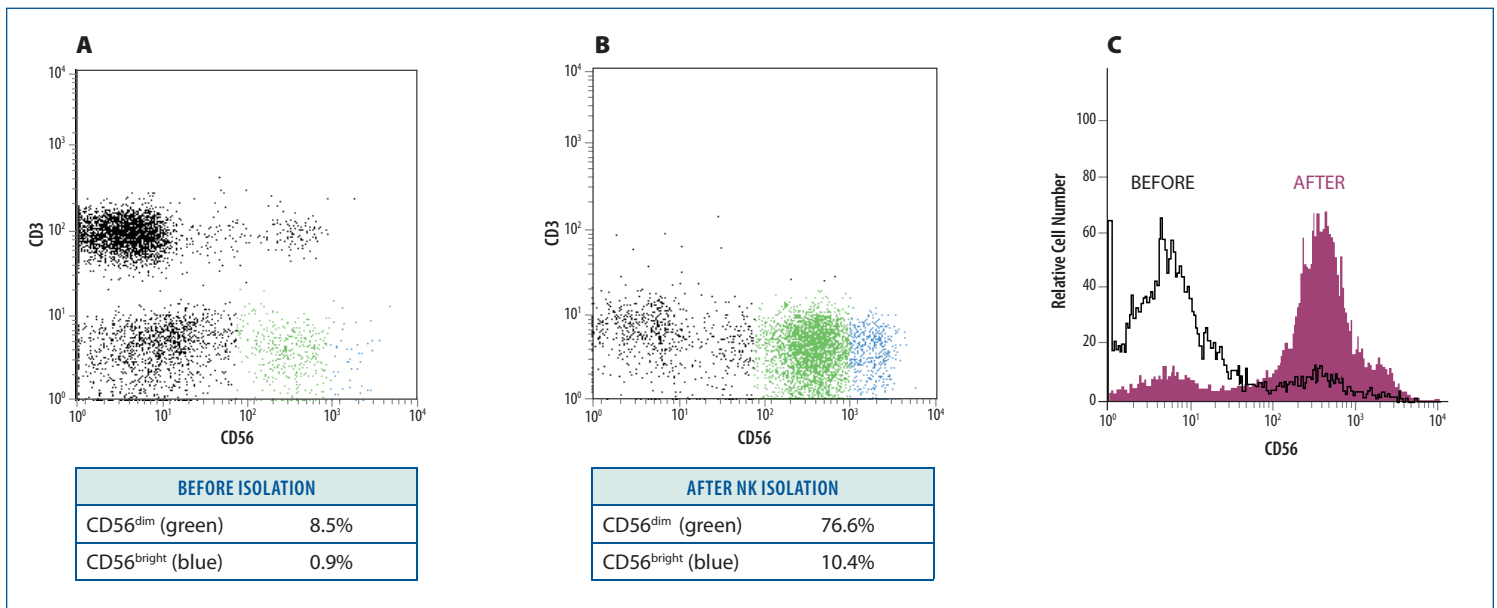 A
10⁴
10³
10²
10¹
10⁰
CD3
10⁰ 10¹ 10² 10³ 10⁴
CD56
BEFORE ISOLATION
CD56ᵈⁱᵐ (green) 8.5%
CD56ᵇʳⁱᵍʰᵗ (blue) 0.9%
B
10⁴
10³
10²
10¹
10⁰
CD3
10⁰ 10¹ 10² 10³ 10⁴
CD56
AFTER NK ISOLATION
CD56ᵈⁱᵐ (green) 76.6%
CD56ᵇʳⁱᵍʰᵗ (blue) 10.4%
C
Relative Cell Number
100
80
60
40
20
0
BEFORE AFTER
10⁰ 10¹ 10² 10³ 10⁴
CD56